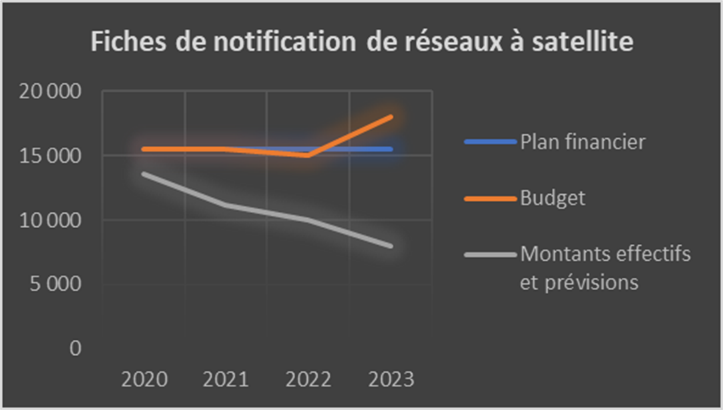 Fiches de notification de réseaux à satellite
20 000
15 000
10 000
5 000
0
2020 2021 2022 2023
Plan financier
Budget
Montants effectifs
et prévisions